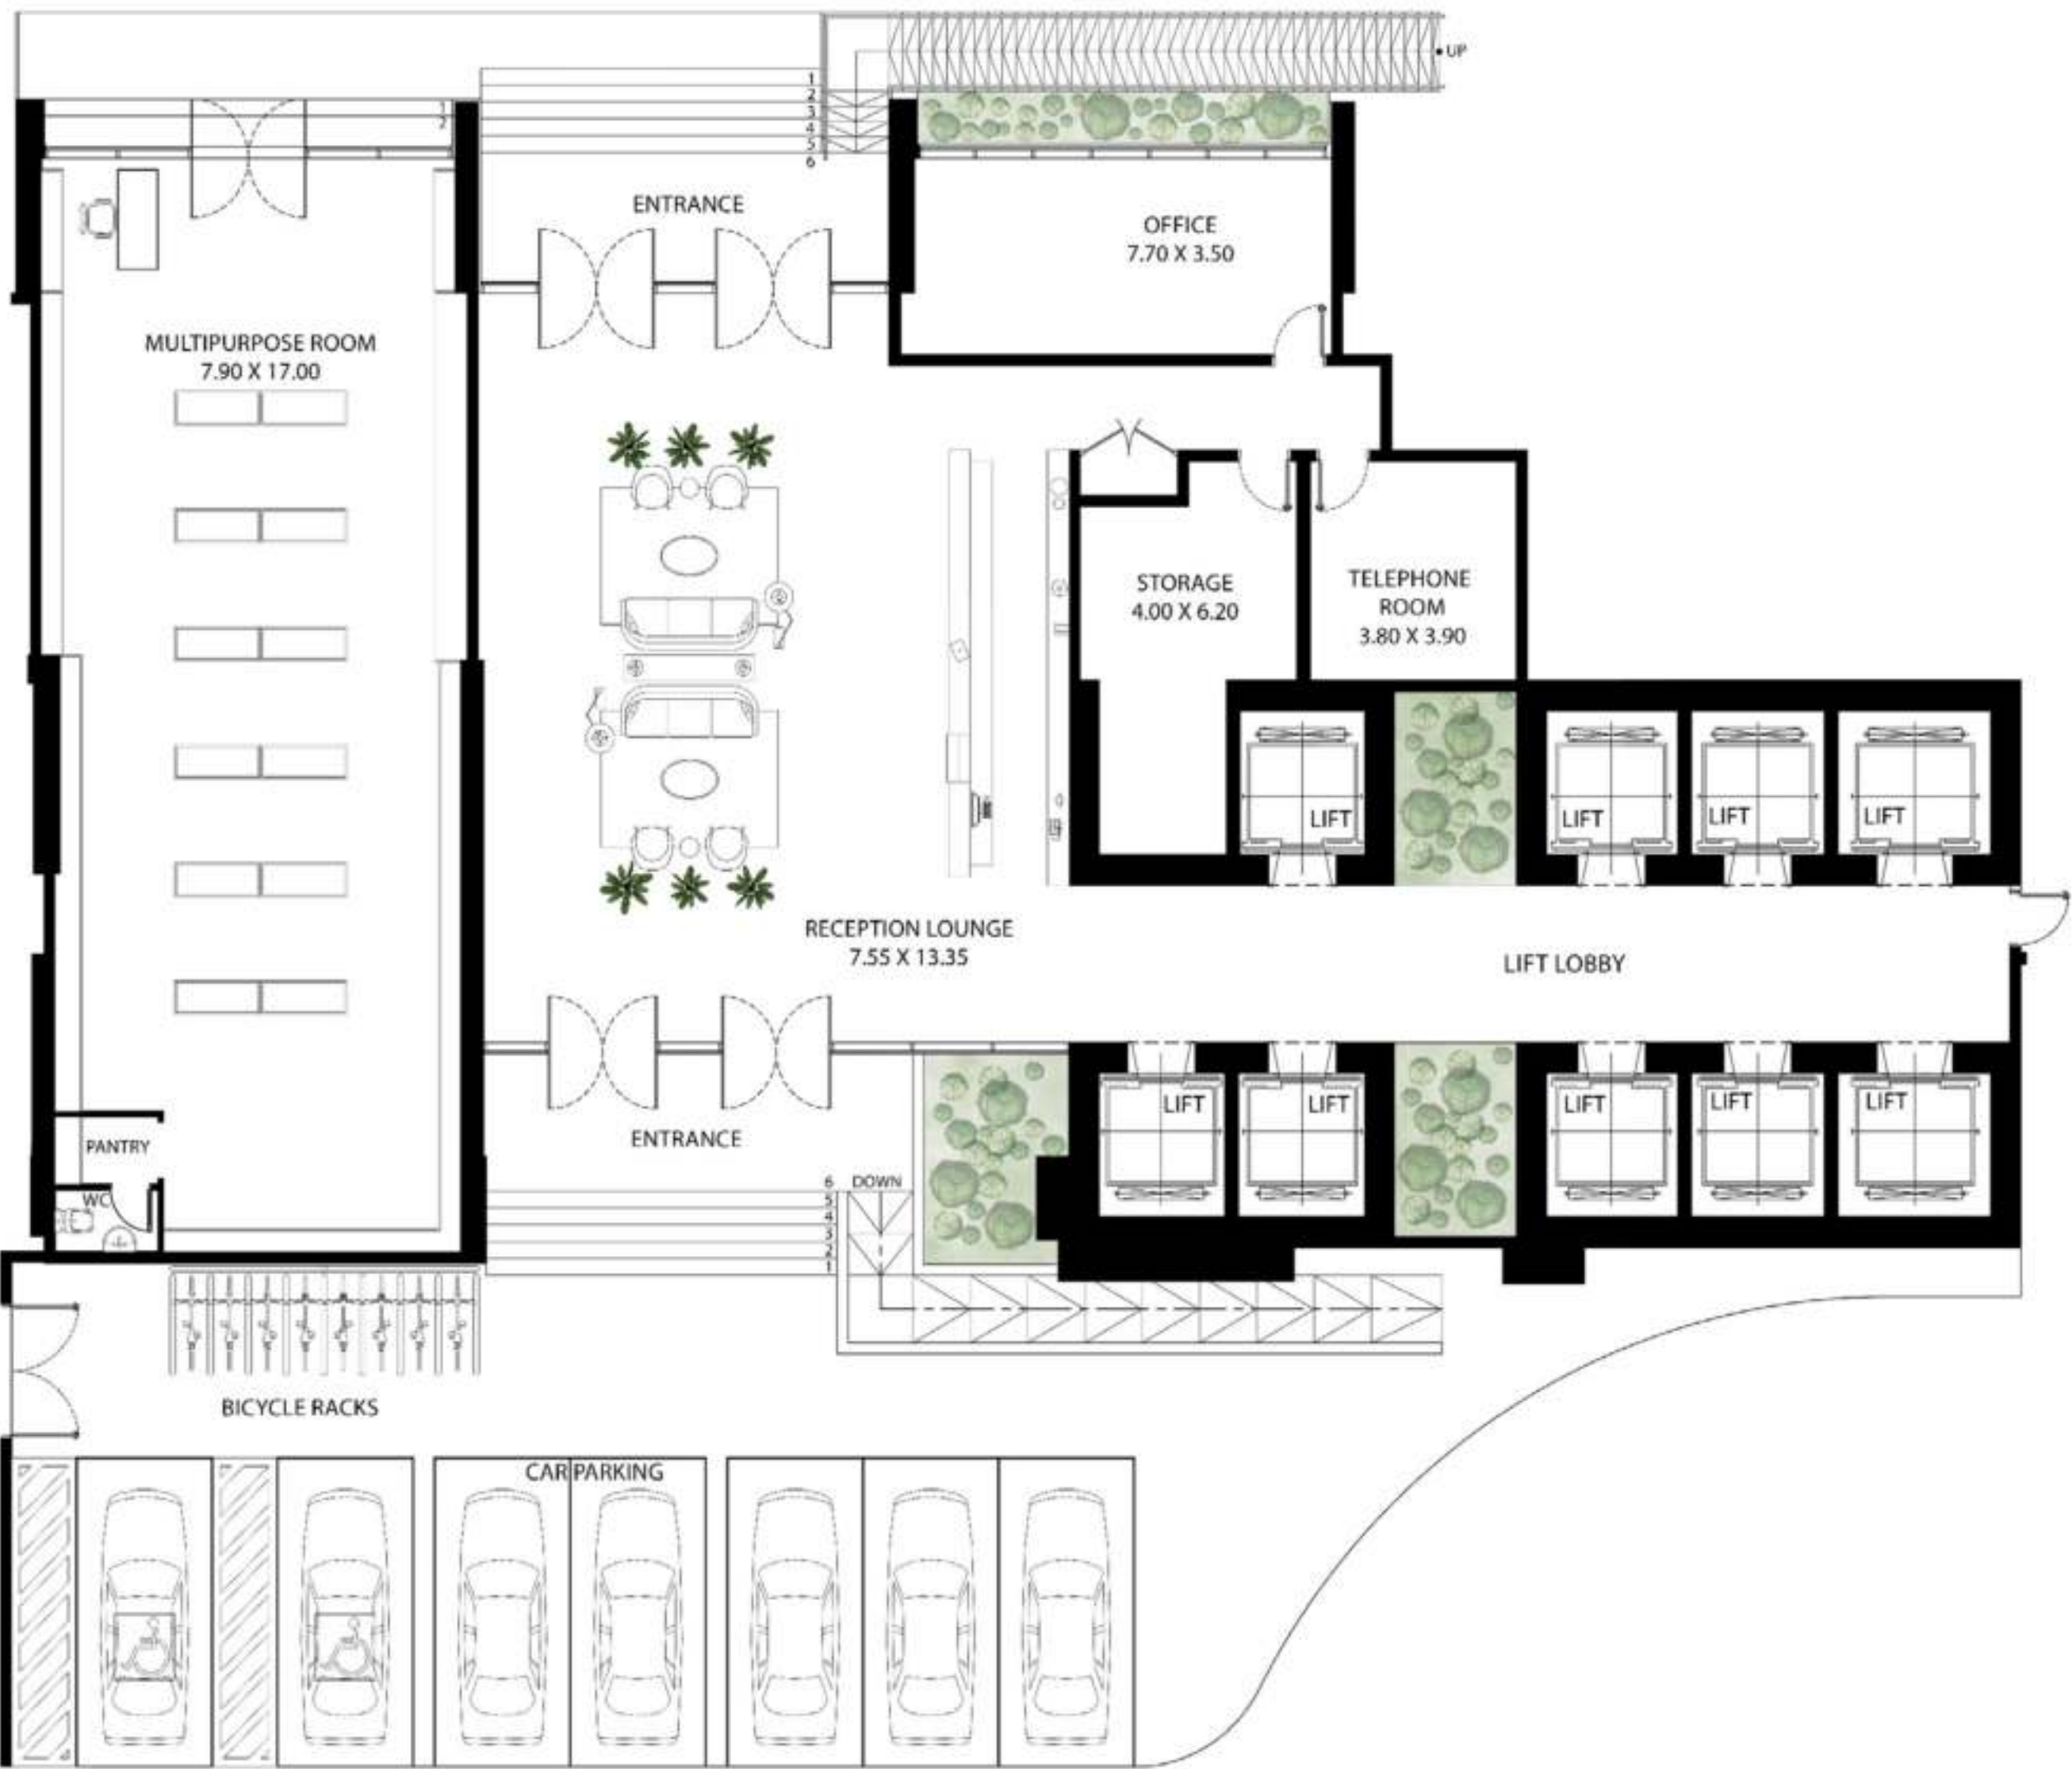 UP
1
2
3
4
5
6
1
2
ENTRANCE
OFFICE
7.70 X 3.50
MULTIPURPOSE ROOM
7.90 X 17.00
STORAGE
4.00 X 6.20
TELEPHONE
ROOM
3.80 X 3.90
LIFT
LIFT
LIFT
LIFT
RECEPTION LOUNGE
7.55 X 13.35
LIFT LOBBY
LIFT
LIFT
LIFT
LIFT
LIFT
ENTRANCE
PANTRY
WC
6
5
4
3
2
1
DOWN
BICYCLE RACKS
CAR PARKING